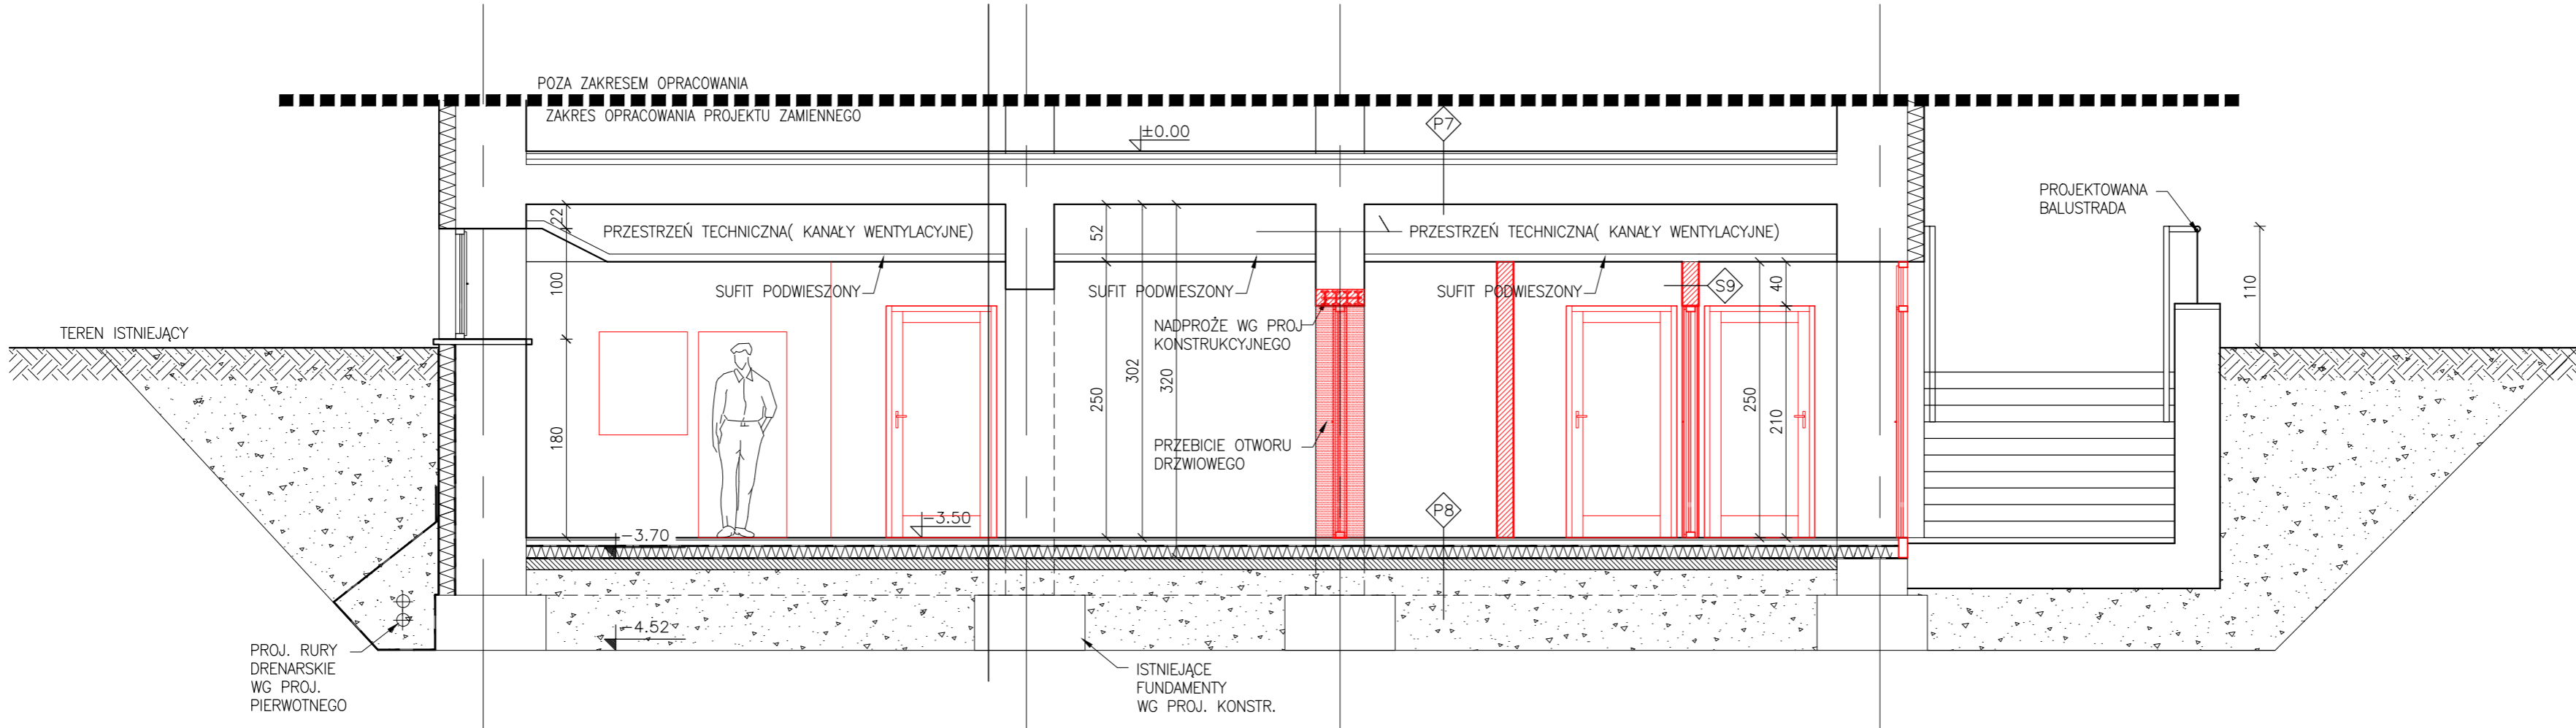 POZA ZAKRESEM OPRACOWANIA
ZAKRES OPRACOWANIA PROJEKTU ZAMIENNEGO
±0.00
P7
PROJEKTOWANA
BALUSTRADA
22
PRZESTRZEŃ TECHNICZNA( KANAŁY WENTYLACYJNE)
52
PRZESTRZEŃ TECHNICZNA( KANAŁY WENTYLACYJNE)
100
SUFIT PODWIESZONY
SUFIT PODWIESZONY
SUFIT PODWIESZONY
S9
40
110
TEREN ISTNIEJĄCY
NADPROŻE WG PROJ
KONSTRUKCYJNEGO
302
320
250
250
210
180
PRZEBICIE OTWORU
DRZWIOWEGO
-3.50
P8
-3.70
-4.52
PROJ. RURY
DRENARSKIE
WG PROJ.
PIERWOTNEGO
ISTNIEJĄCE
FUNDAMENTY
WG PROJ. KONSTR.